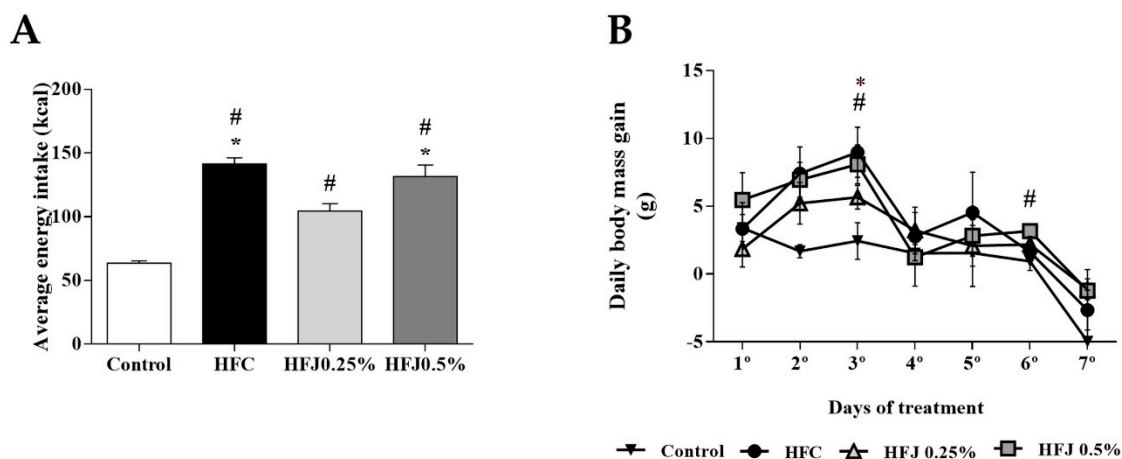 A
Average energy intake (kcal)
200
150
100
50
0
#
*
#
#
*
Control HFC HFJ0.25% HFJ0.5%
B
Daily body mass gain
(g)
15
10
5
0
-5
*
#
#
1º 2º 3º 4º 5º 6º 7º
Days of treatment
Control HFC HFJ 0.25% HFJ 0.5%